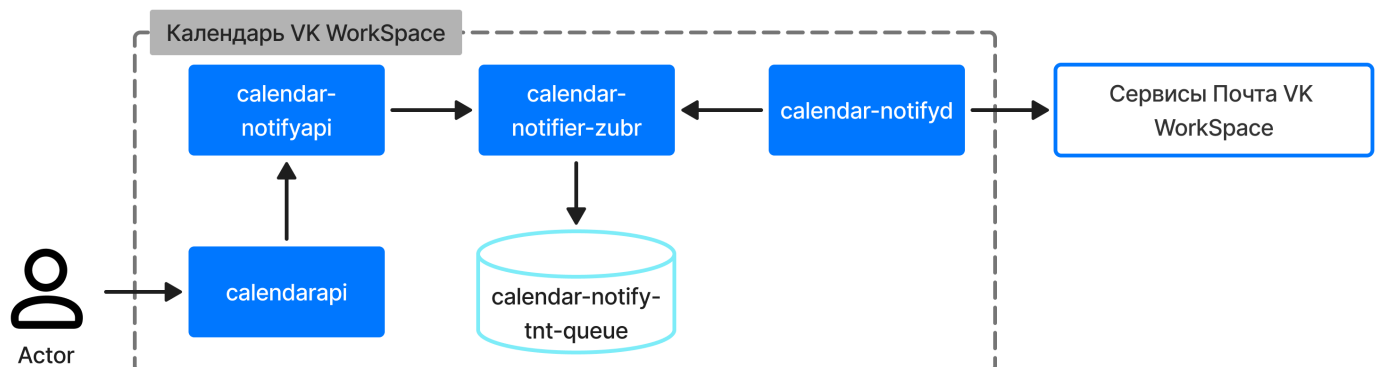 Календарь VK WorkSpace
calendar-
notifyapi
calendar-
notifier-zubr
calendar-notifyd
Сервисы Почта VK
WorkSpace
calendarapi
calendar-notify-
tnt-queue
Actor